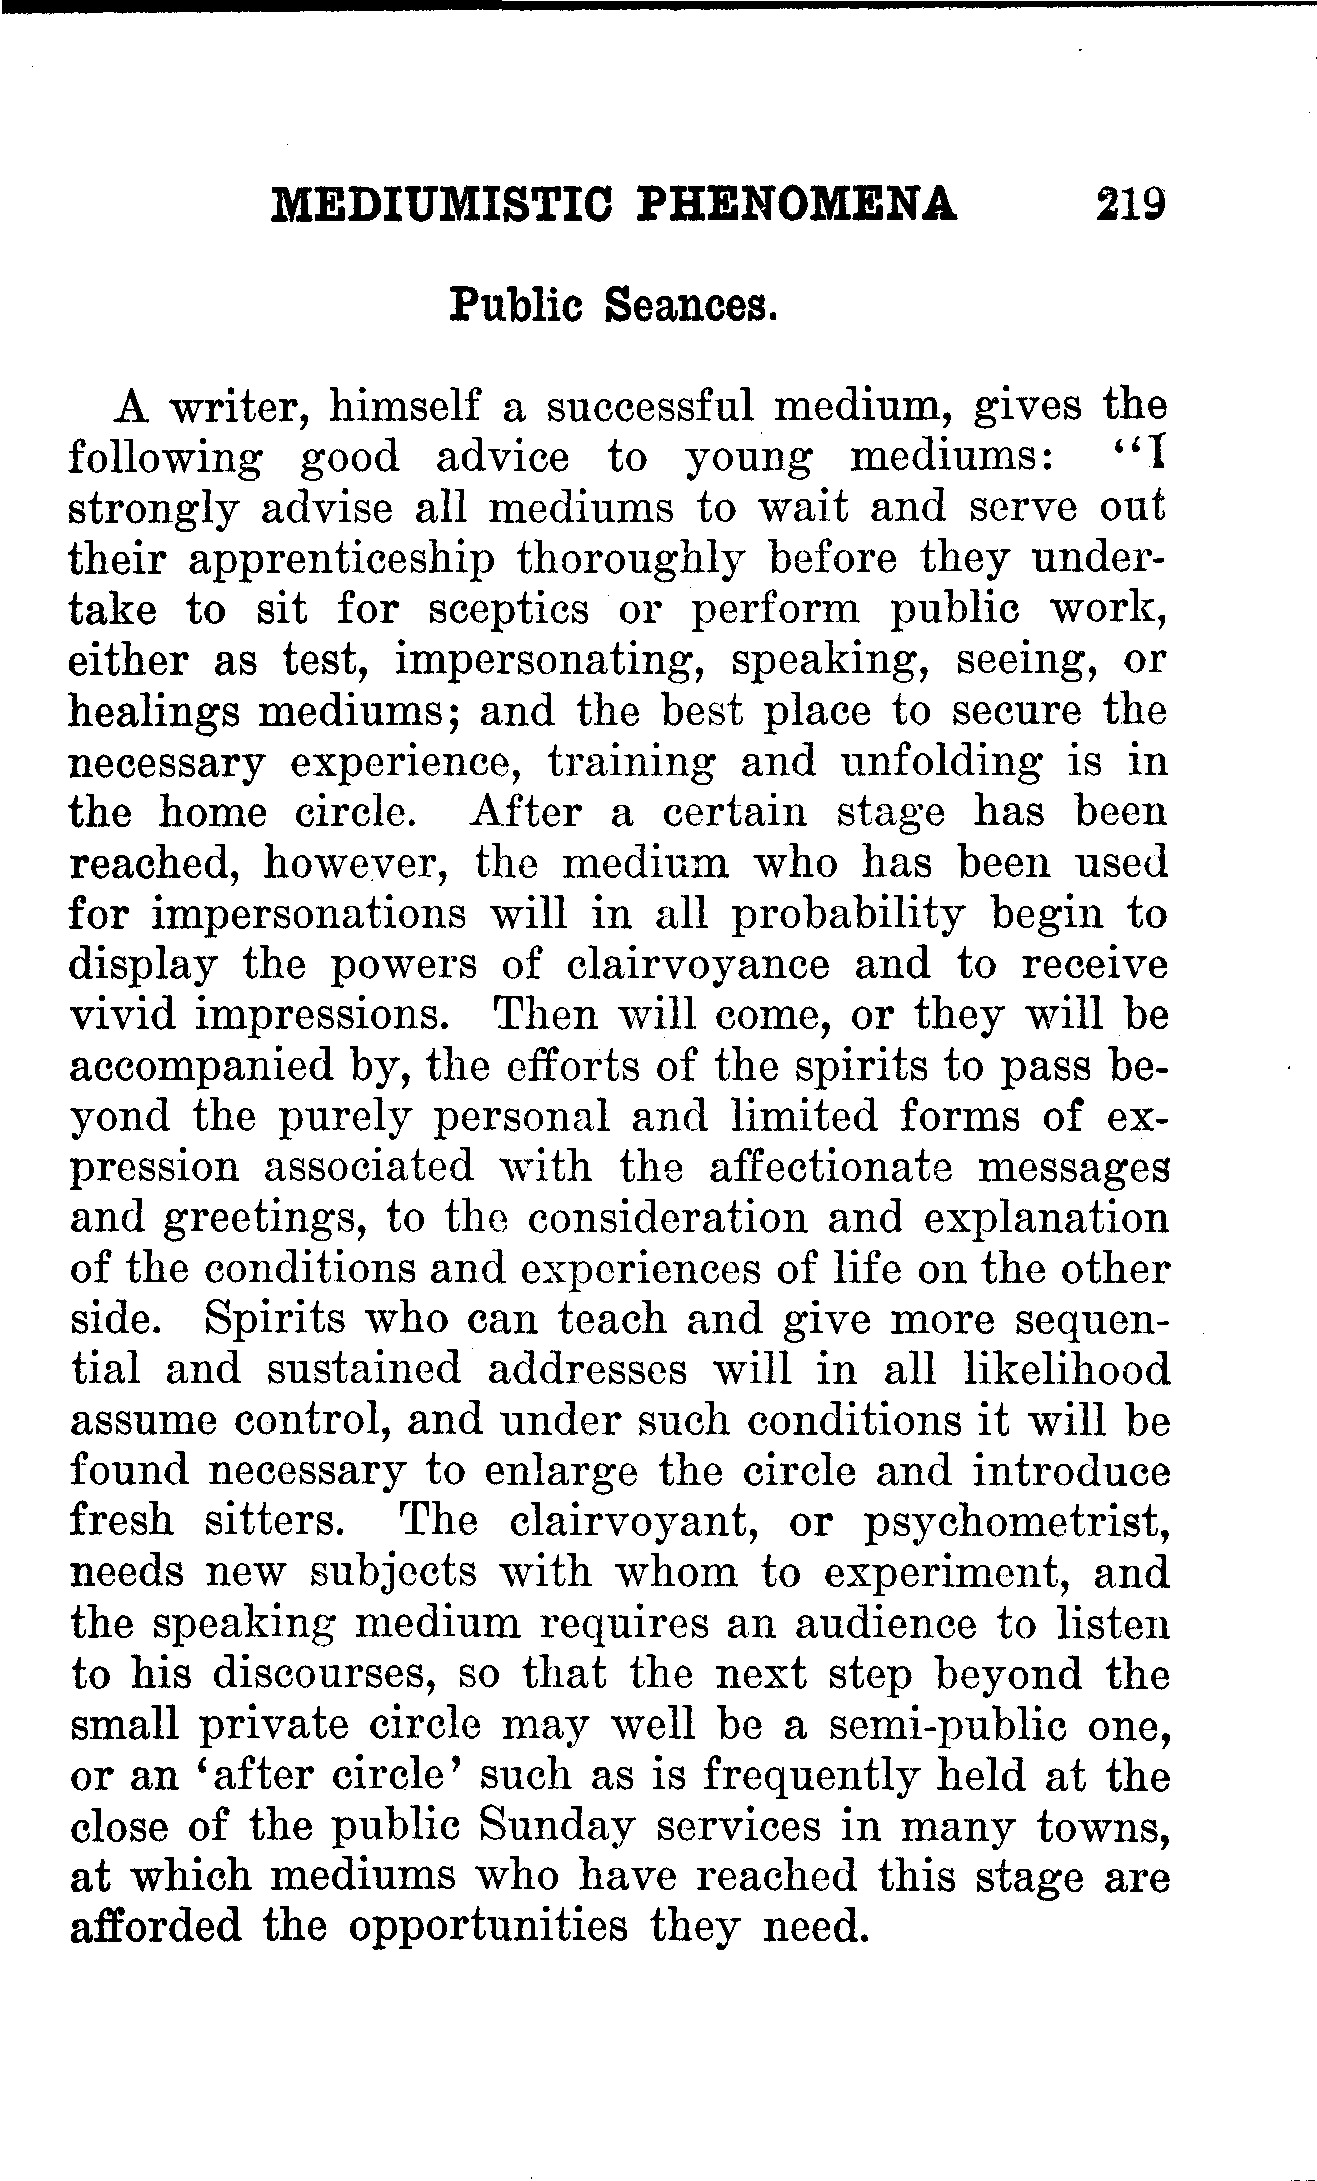 MEDIUMISTIC PHENOMENA 219
Public Seances.
A writer, himself a successful medium, gives the
following good advice to young mediums: “I
strongly advise all mediums to wait and serve out
their apprenticeship thoroughly before they under-
take to sit for sceptics or perform public work,
either as test, impersonating, speaking, seeing, or
healings mediums; and the best place to secure the
necessary experience, training and unfolding is in
the home circle. After a certain stage has been
reached, however, the medium who has been used
for impersonations will in all probability begin to
display the powers of clairvoyance and to receive
vivid impressions. Then will come, or they will be
accompanied by, the efforts of the spirits to pass be-
yond the purely personal and limited forms of ex-
pression associated with the affectionate messages
and greetings, to the consideration and explanation
of the conditions and experiences of life on the other
side. Spirits who can teach and give more sequen-
tial and sustained addresses will in all likelihood
assume control, and under such conditions it will be
found necessary to enlarge the circle and introduce
fresh sitters. The clairvoyant, or psychometrist,
needs new subjects with whom to experiment, and
the speaking medium requires an audience to listen
to his discourses, so that the next step beyond the
small private circle may well be a semi-public one,
or an ‘after circle’ such as is frequently held at the
close of the public Sunday services in many towns,
at which mediums who have reached this stage are
afforded the opportunities they need.